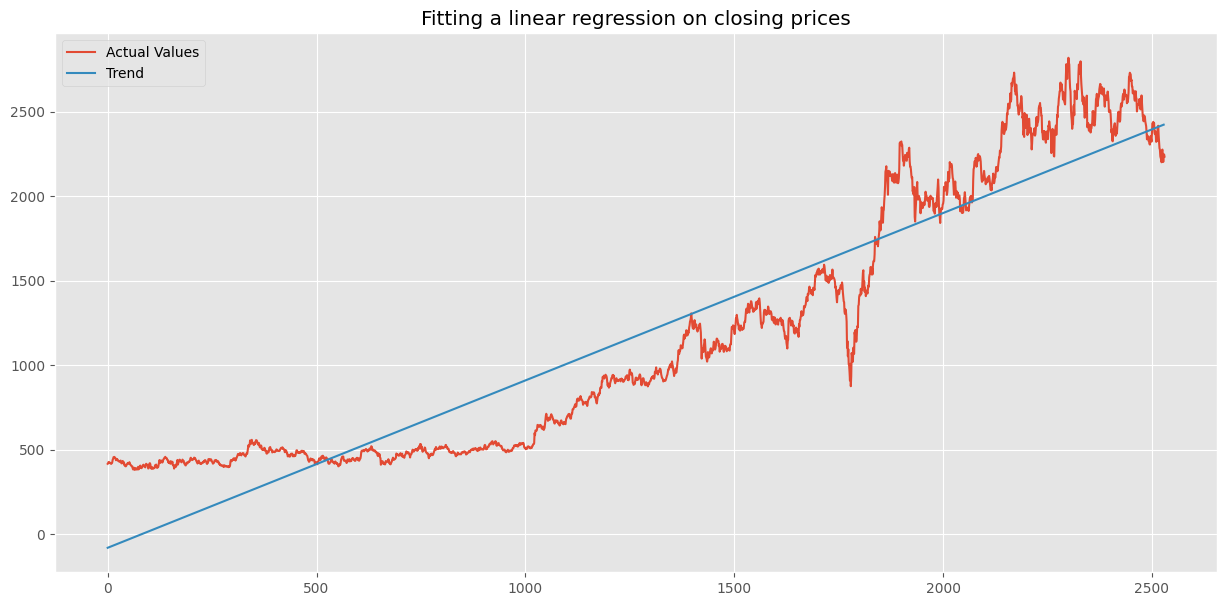 Fitting a linear regression on closing prices
Actual Values
Trend
2500
2000
1500
1000
500
0
0 500 1000 1500 2000 2500